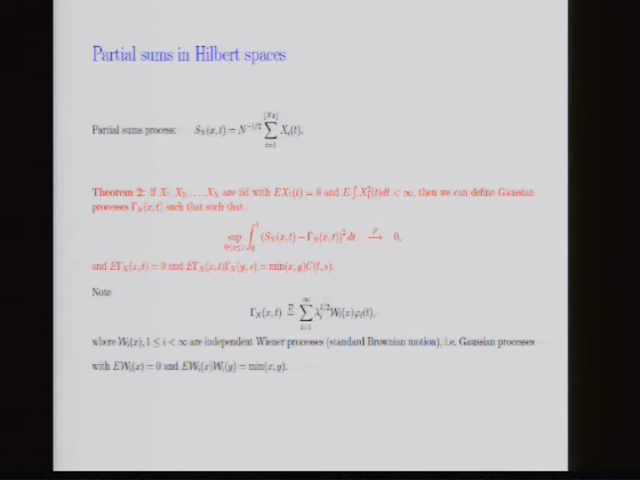 Partial sums in Hilbert spaces
Partial sums process: S_N(x,t) = N^{-1/2} \sum_{i=1}^{⌊Nx⌋} X_i(t).
Theorem 2: If X_1, X_2, ..., X_N are iid with EX_1(t) = 0 and E∫X_1^2(t)dt < ∞, then we can define Gaussian
processes Γ_N(x,t) such that such that
sup_{0≤x≤1} ∫_0^1 (S_N(x,t) − Γ_N(x,t))^2 dt →^P 0,
and EΓ_N(x,t) = 0 and EΓ_N(x,t)Γ_N(y,s) = min(x,y)C(t,s).
Note
Γ_N(x,t) =^D \sum_{i=1}^{∞} λ_i^{1/2} W_i(x)φ_i(t),
where W_i(x), 1 ≤ i < ∞ are independent Wiener processes (standard Brownian motion), i.e. Gaussian processes
with EW_i(x) = 0 and EW_i(x)W_i(y) = min(x,y).